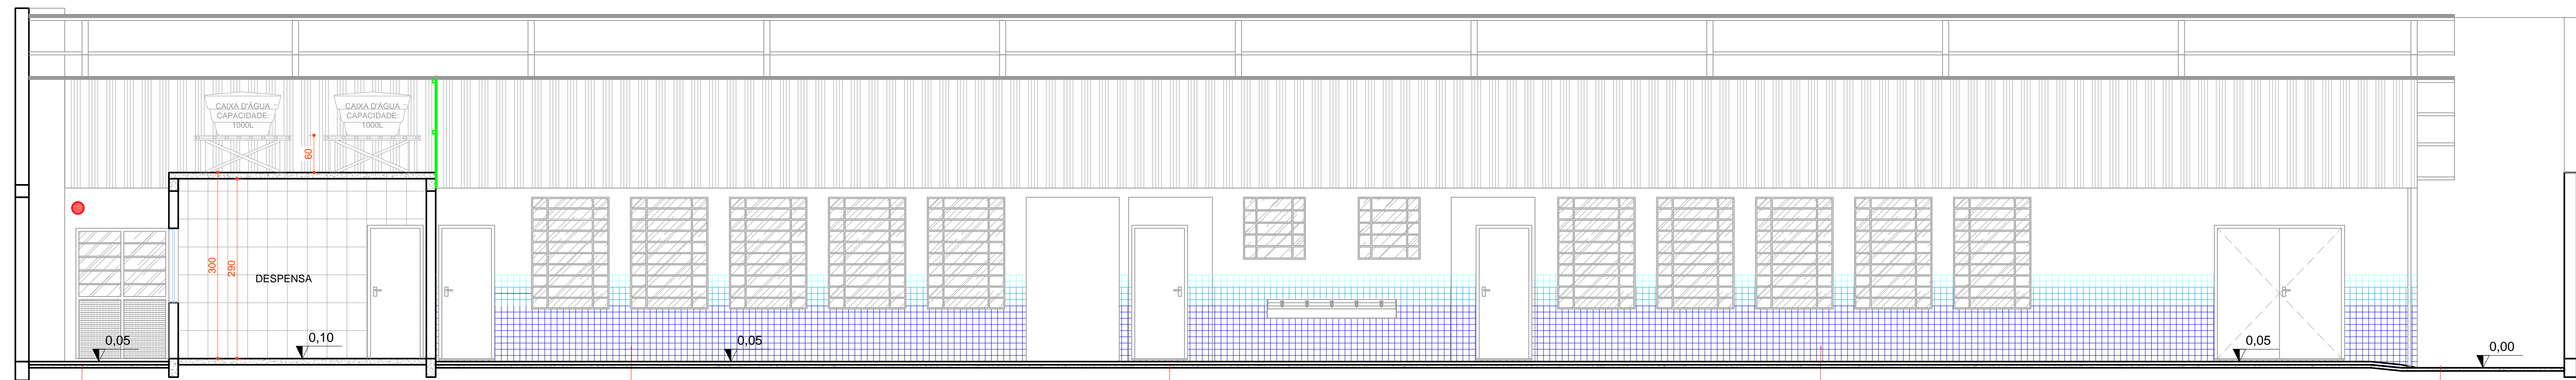 CAIXA D'ÁGUA
CAPACIDADE:
1000L
CAIXA D'ÁGUA
CAPACIDADE:
1000L
60
300
290
DESPENSA
0,05
0,10
0,05
0,05
0,00